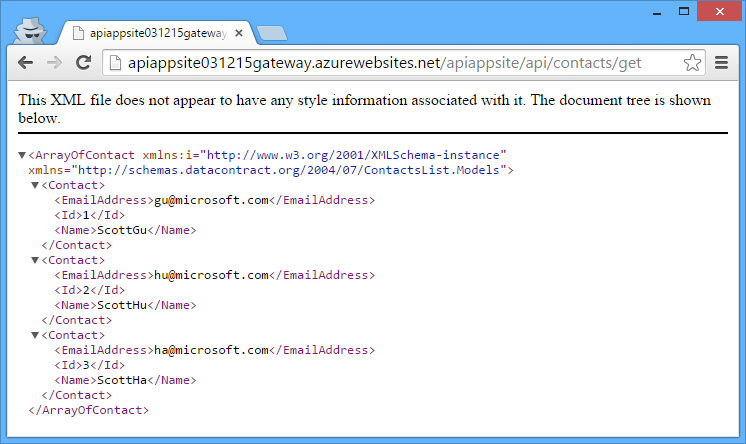 apiappsite031215gateway
apiappsite031215gateway.azurewebsites.net/apiappsite/api/contacts/get
This XML file does not appear to have any style information associated with it. The document tree is shown
below.
<ArrayOfContact xmlns:i="http://www.w3.org/2001/XMLSchema-instance"
xmlns="http://schemas.datacontract.org/2004/07/ContactsList.Models">
<Contact>
<EmailAddress>gu@microsoft.com</EmailAddress>
<Id>1</Id>
<Name>ScottGu</Name>
</Contact>
<Contact>
<EmailAddress>hu@microsoft.com</EmailAddress>
<Id>2</Id>
<Name>ScottHu</Name>
</Contact>
<Contact>
<EmailAddress>ha@microsoft.com</EmailAddress>
<Id>3</Id>
<Name>ScottHa</Name>
</Contact>
</ArrayOfContact>